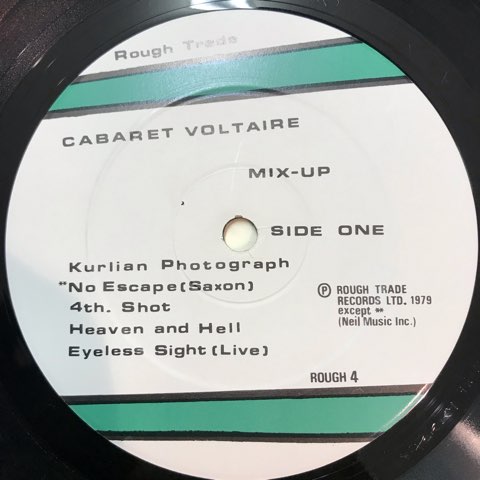 Rough Trade
CABARET VOLTAIRE
MIX-UP
SIDE ONE
Kurlian Photograph
**No Escape(Saxon)
4th. Shot
Heaven and Hell
Eyeless Sight(Live)
Ⓟ ROUGH TRADE
RECORDS LTD. 1979
except **
(Neil Music Inc.)
ROUGH 4